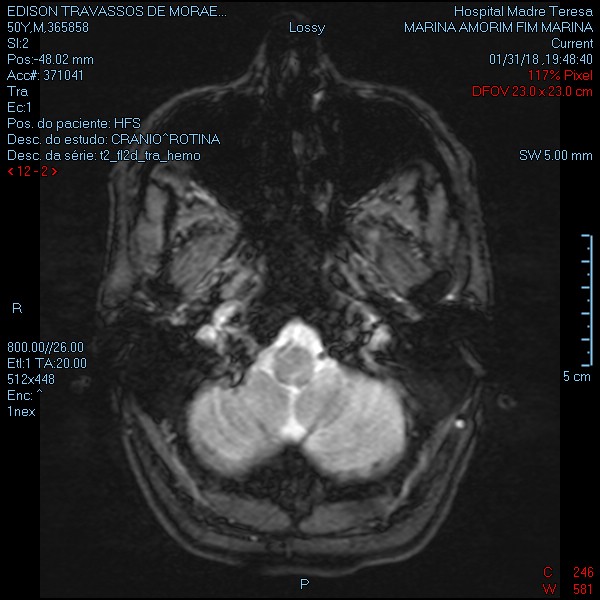 EDISON TRAVASSOS DE MORAE...
50Y,M,365858
Sl:2
Pos:-48.02 mm
Acc#: 371041
Tra
Ec:1
Pos. do paciente: HFS
Desc. do estudo: CRANIO^ROTINA
Desc. da série: t2_fl2d_tra_hemo
< 12 - 2 >
Lossy
Hospital Madre Teresa
MARINA AMORIM FIM MARINA
Current
01/31/18 ,19:48:40
117% Pixel
DFOV 23.0 x 23.0 cm
SW 5.00 mm
R
800.00//26.00
Etl:1 TA:20.00
512x448
Enc: ^
1nex
5 cm
P
C 246
W 581